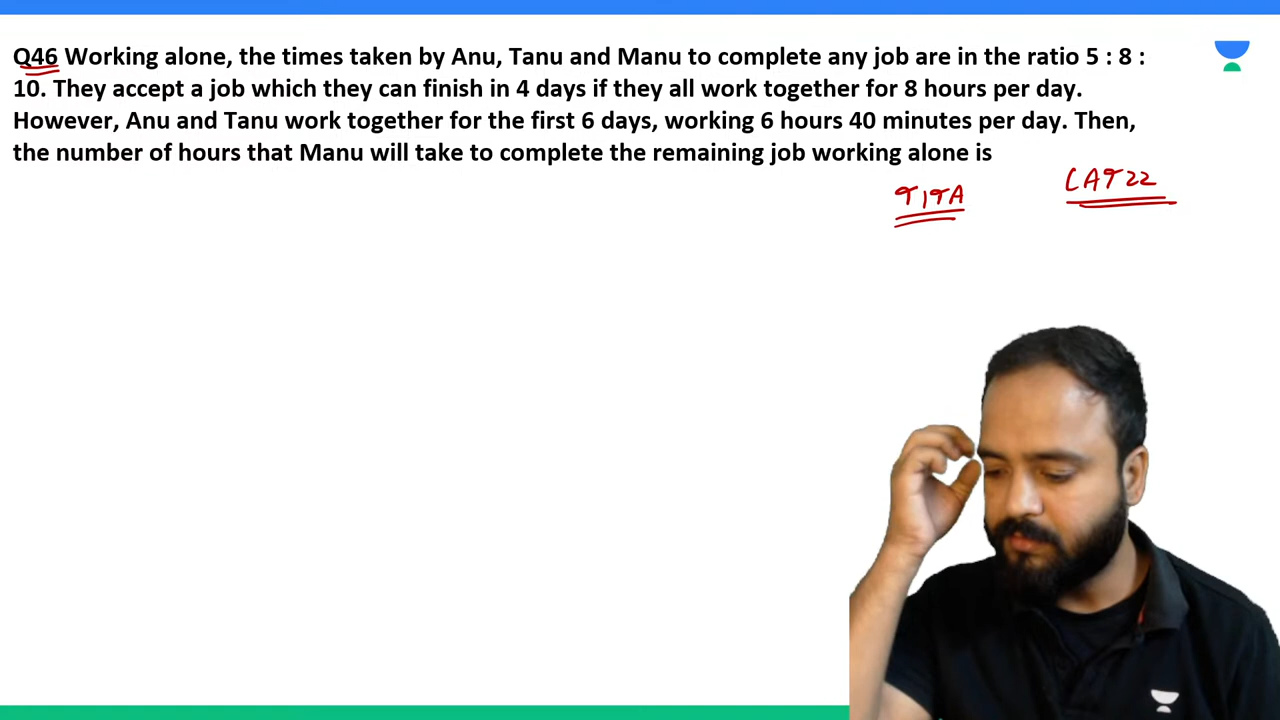 Q46 Working alone, the times taken by Anu, Tanu and Manu to complete any job are in the ratio 5 : 8 :
10. They accept a job which they can finish in 4 days if they all work together for 8 hours per day.
However, Anu and Tanu work together for the first 6 days, working 6 hours 40 minutes per day. Then,
the number of hours that Manu will take to complete the remaining job working alone is
TITA CAT22